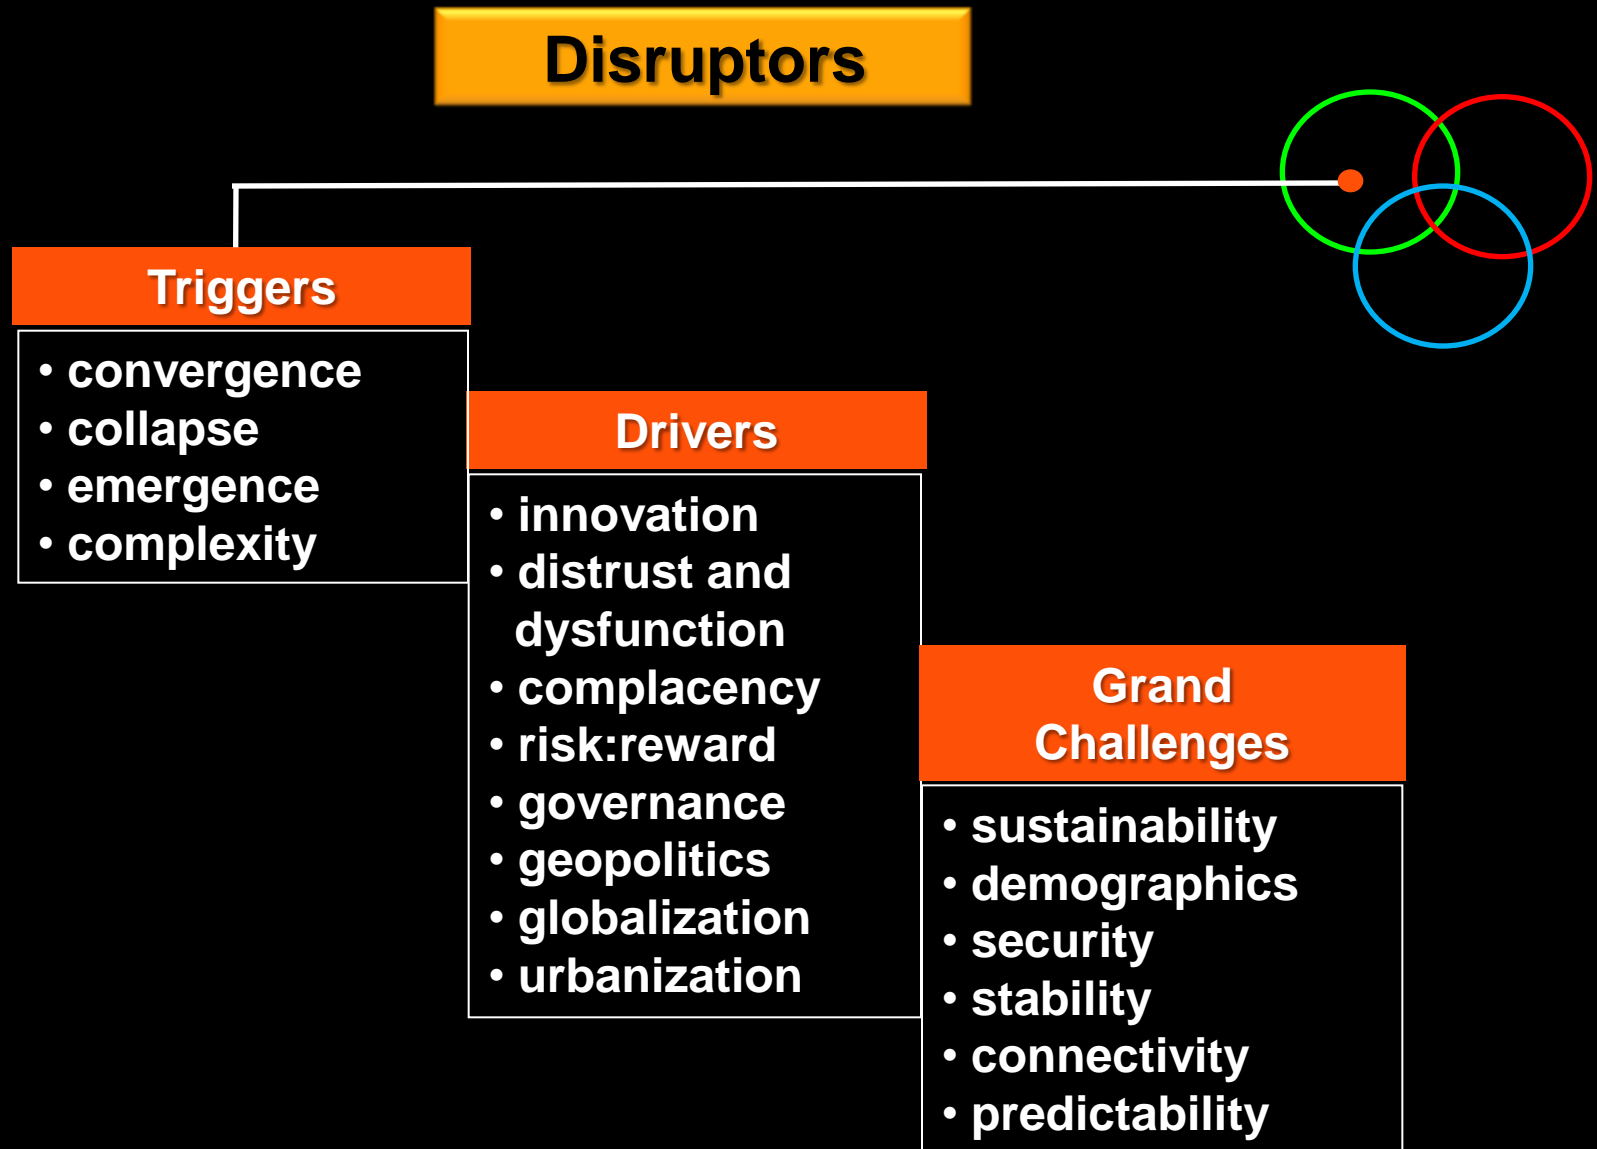 Disruptors
Triggers
• convergence
• collapse
• emergence
• complexity
Drivers
• innovation
• distrust and
dysfunction
• complacency
• risk:reward
• governance
• geopolitics
• globalization
• urbanization
Grand
Challenges
• sustainability
• demographics
• security
• stability
• connectivity
• predictability